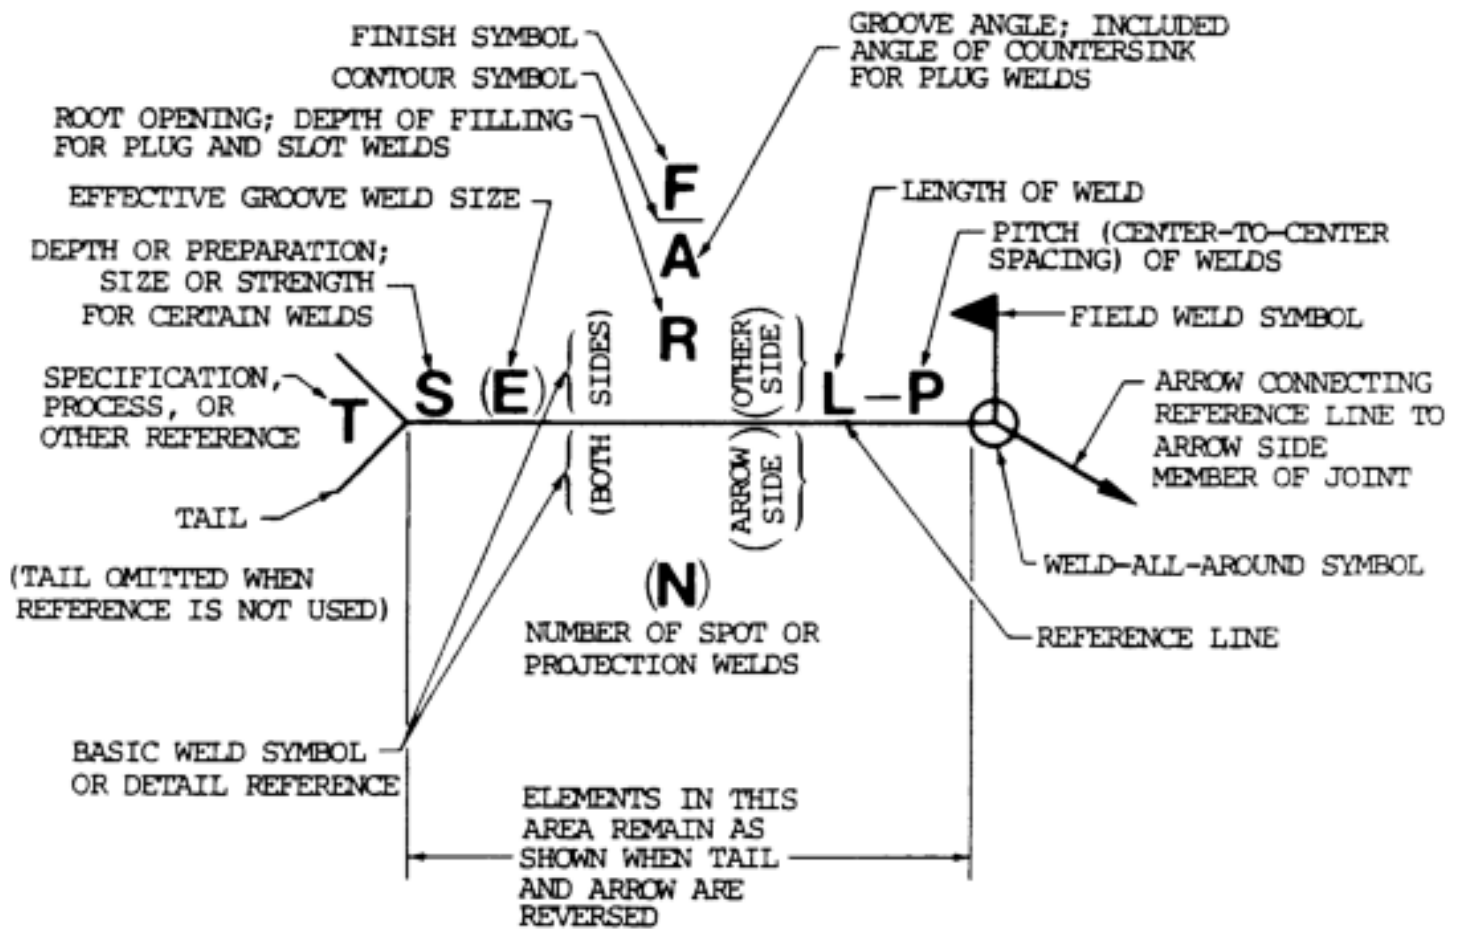 FINISH SYMBOL
CONTOUR SYMBOL
ROOT OPENING; DEPTH OF FILLING
FOR PLUG AND SLOT WELDS
EFFECTIVE GROOVE WELD SIZE
DEPTH OR PREPARATION;
SIZE OR STRENGTH
FOR CERTAIN WELDS
SPECIFICATION,
PROCESS, OR
OTHER REFERENCE
TAIL
(TAIL OMITTED WHEN
REFERENCE IS NOT USED)
BASIC WELD SYMBOL
OR DETAIL REFERENCE
GROOVE ANGLE; INCLUDED
ANGLE OF COUNTERSINK
FOR PLUG WELDS
F
A
R
T
S
(E)
(BOTH SIDES)
(OTHER
SIDE)
(ARROW
SIDE)
L – P
(N)
NUMBER OF SPOT OR
PROJECTION WELDS
ELEMENTS IN THIS
AREA REMAIN AS
SHOWN WHEN TAIL
AND ARROW ARE
REVERSED
LENGTH OF WELD
PITCH (CENTER-TO-CENTER
SPACING) OF WELDS
FIELD WELD SYMBOL
ARROW CONNECTING
REFERENCE LINE TO
ARROW SIDE
MEMBER OF JOINT
WELD-ALL-AROUND SYMBOL
REFERENCE LINE